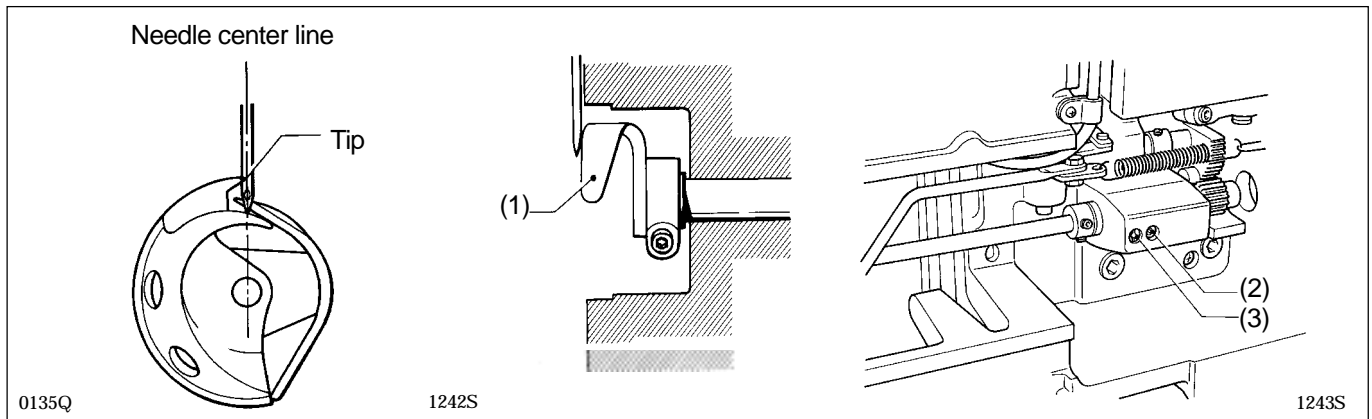 Needle center line
Tip
(1)
(2)
(3)
0135Q
1242S
1243S